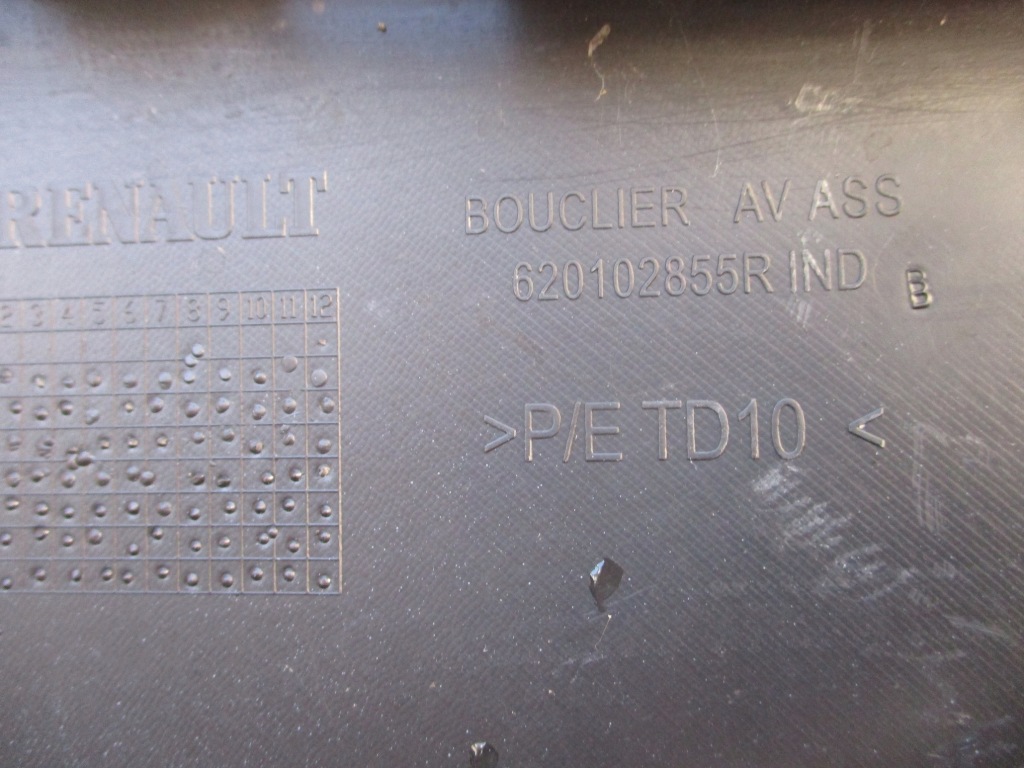 RENAULT
BOUCLIER AV ASS
620102855R IND B
2 3 4 5 6 7 8 9 10 11 12
>P/E TD10 <